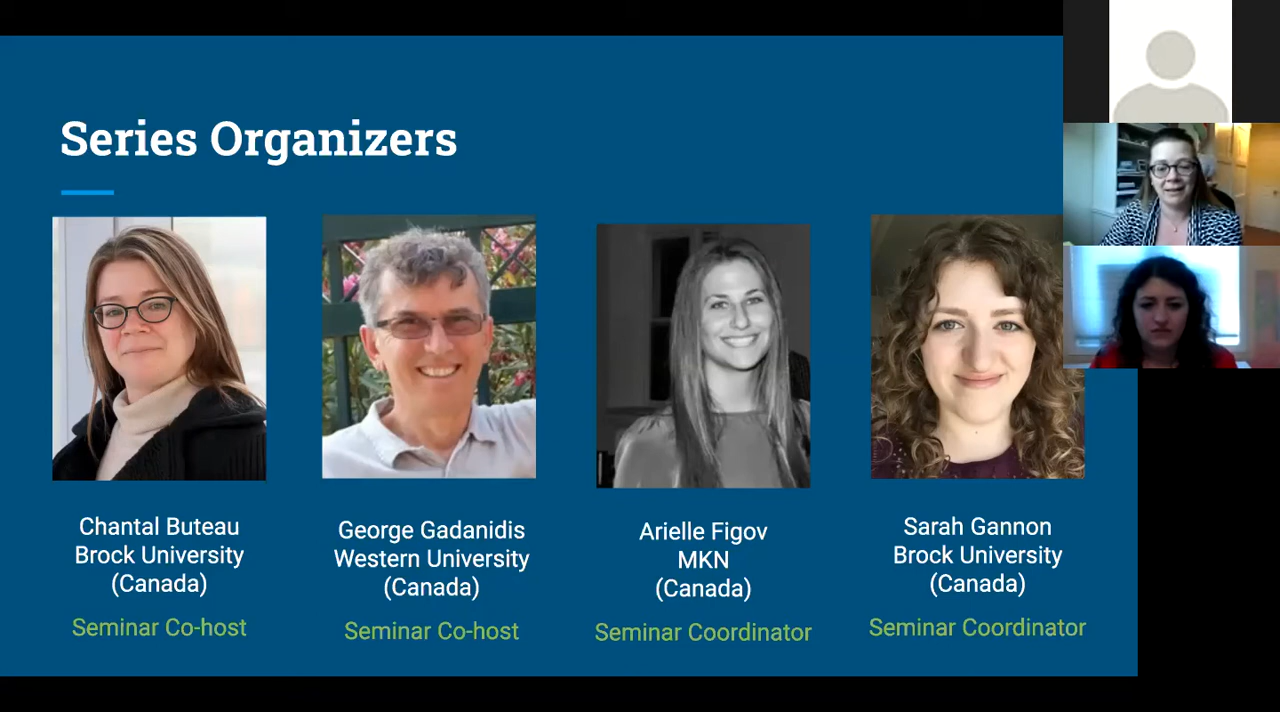 Series Organizers
Chantal Buteau
Brock University
(Canada)
Seminar Co-host
George Gadanidis
Western University
(Canada)
Seminar Co-host
Arielle Figov
MKN
(Canada)
Seminar Coordinator
Sarah Gannon
Brock University
(Canada)
Seminar Coordinator